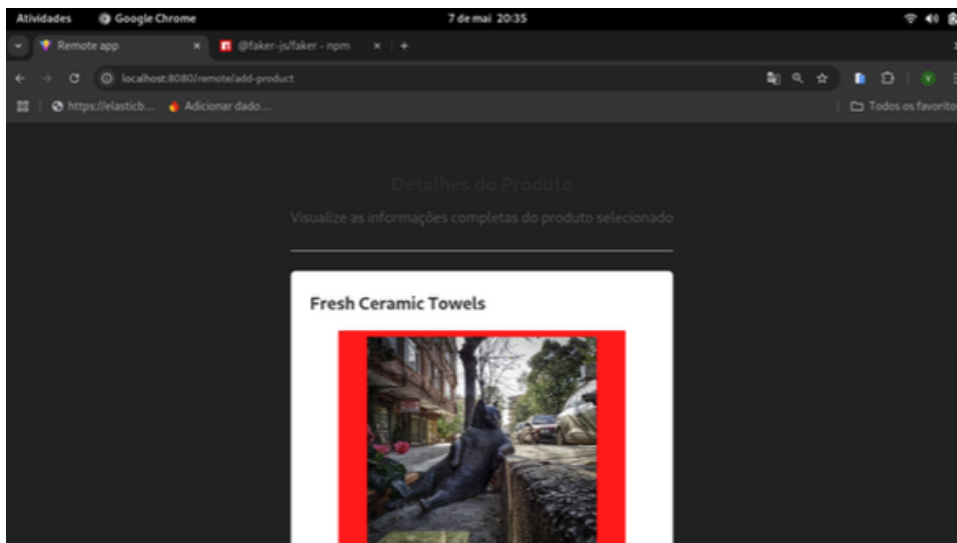 Atividades Google Chrome 7 de mai 20:35
Remote app × @faker-js/faker - npm × +
localhost:8080/remote/add-product
https://elasticb... Adicionar dado... Todos os favorito
Detalhes do Produto
Visualize as informações completas do produto selecionado
Fresh Ceramic Towels